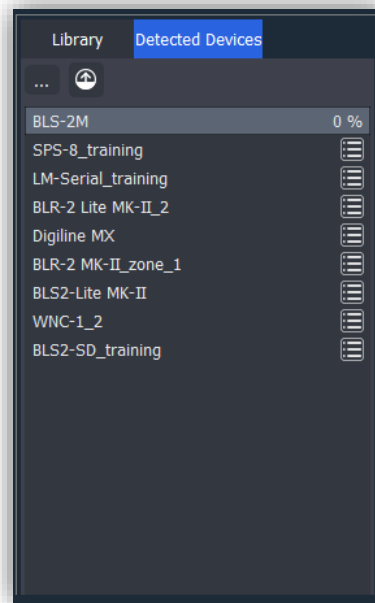 Library Detected Devices
...
BLS-2M 0 %
SPS-8_training
LM-Serial_training
BLR-2 Lite MK-II_2
Digiline MX
BLR-2 MK-II_zone_1
BLS2-Lite MK-II
WNC-1_2
BLS2-SD_training